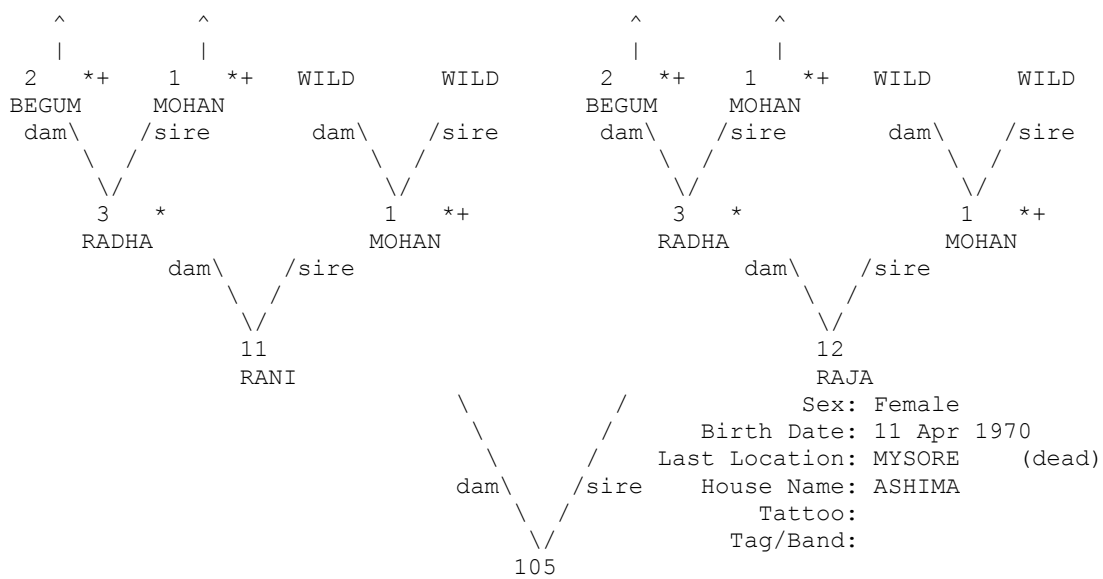 ^ ^ ^ ^
| | | |
2 *+ 1 *+ WILD WILD 2 *+ 1 *+ WILD WILD
BEGUM MOHAN BEGUM MOHAN
dam\ /sire dam\ /sire dam\ /sire dam\ /sire
\ / \ / \ / \ /
\/ \/ \/ \/
3 * 1 *+ 3 * 1 *+
RADHA MOHAN RADHA MOHAN
dam\ /sire dam\ /sire
\ / \ /
\/ \/
11 12
RANI RAJA
\ / Sex: Female
\ / Birth Date: 11 Apr 1970
\ / Last Location: MYSORE (dead)
dam\ /sire House Name: ASHIMA
\ / Tattoo:
\/ Tag/Band:
105